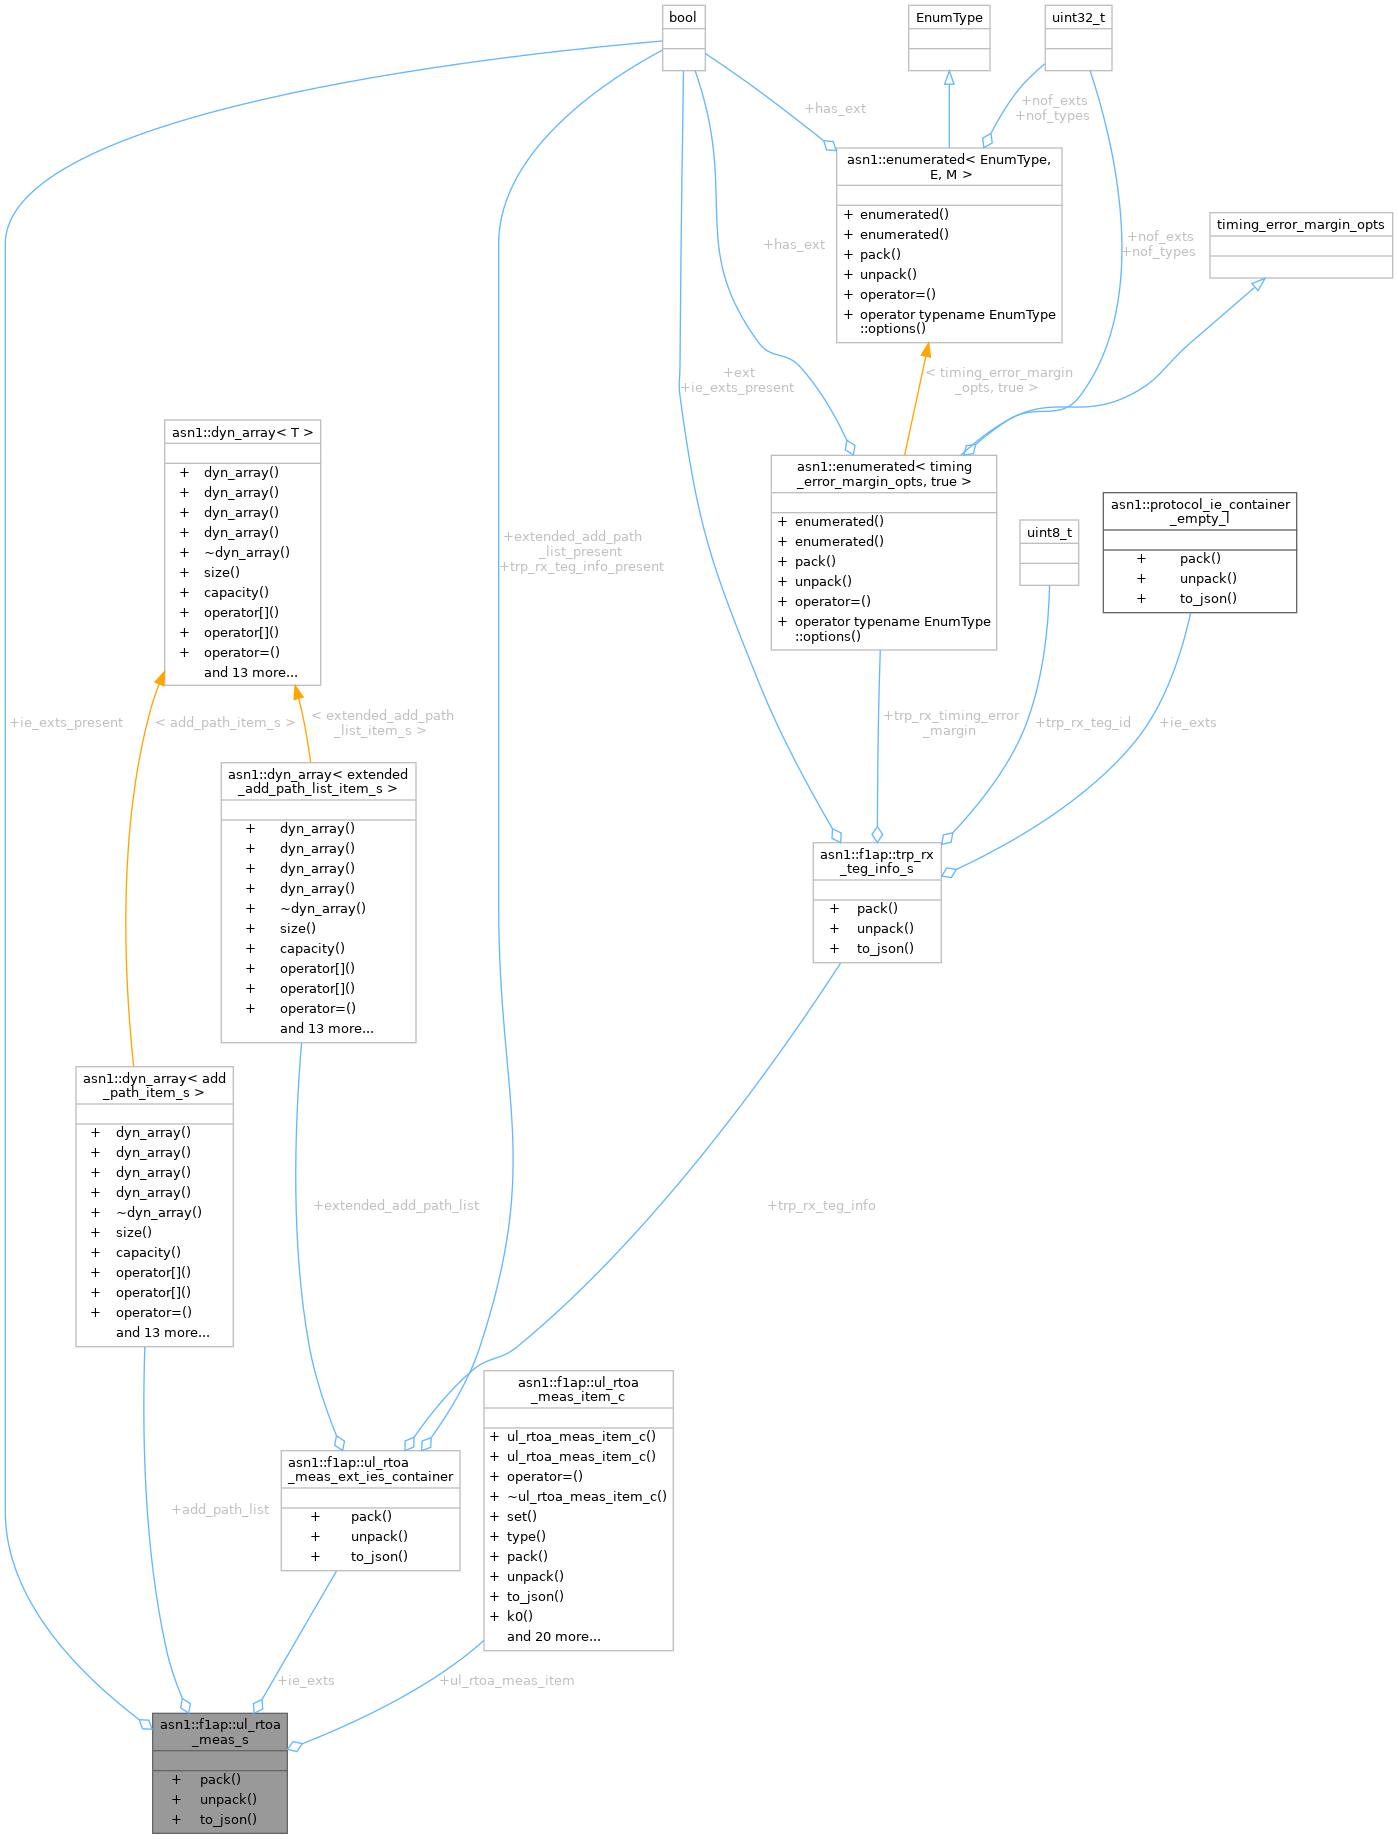 bool
EnumType
uint32_t
+has_ext
+nof_exts
+nof_types
asn1::enumerated< EnumType,
E, M >
+ enumerated()
+ enumerated()
+ pack()
+ unpack()
+ operator=()
+ operator typename EnumType
::options()
+has_ext
+nof_exts
+nof_types
timing_error_margin_opts
+ext
+ie_exts_present
< timing_error_margin
_opts, true >
asn1::dyn_array< T >
+ dyn_array()
+ dyn_array()
+ dyn_array()
+ dyn_array()
+ ~dyn_array()
+ size()
+ capacity()
+ operator[]()
+ operator[]()
+ operator=()
and 13 more...
+extended_add_path
_list_present
+trp_rx_teg_info_present
asn1::enumerated< timing
_error_margin_opts, true >
+ enumerated()
+ enumerated()
+ pack()
+ unpack()
+ operator=()
+ operator typename EnumType
::options()
uint8_t
asn1::protocol_ie_container
_empty_l
+ pack()
+ unpack()
+ to_json()
+ie_exts_present
< add_path_item_s >
< extended_add_path
_list_item_s >
+trp_rx_timing_error
_margin
+trp_rx_teg_id
+ie_exts
asn1::dyn_array< extended
_add_path_list_item_s >
+ dyn_array()
+ dyn_array()
+ dyn_array()
+ dyn_array()
+ ~dyn_array()
+ size()
+ capacity()
+ operator[]()
+ operator[]()
+ operator=()
and 13 more...
asn1::f1ap::trp_rx
_teg_info_s
+ pack()
+ unpack()
+ to_json()
asn1::dyn_array< add
_path_item_s >
+ dyn_array()
+ dyn_array()
+ dyn_array()
+ dyn_array()
+ ~dyn_array()
+ size()
+ capacity()
+ operator[]()
+ operator[]()
+ operator=()
and 13 more...
+extended_add_path_list
+trp_rx_teg_info
asn1::f1ap::ul_rtoa
_meas_item_c
+ ul_rtoa_meas_item_c()
+ ul_rtoa_meas_item_c()
+ operator=()
+ ~ul_rtoa_meas_item_c()
+ set()
+ type()
+ pack()
+ unpack()
+ to_json()
+ k0()
and 20 more...
asn1::f1ap::ul_rtoa
_meas_ext_ies_container
+ pack()
+ unpack()
+ to_json()
+add_path_list
+ie_exts
+ul_rtoa_meas_item
asn1::f1ap::ul_rtoa
_meas_s
+ pack()
+ unpack()
+ to_json()